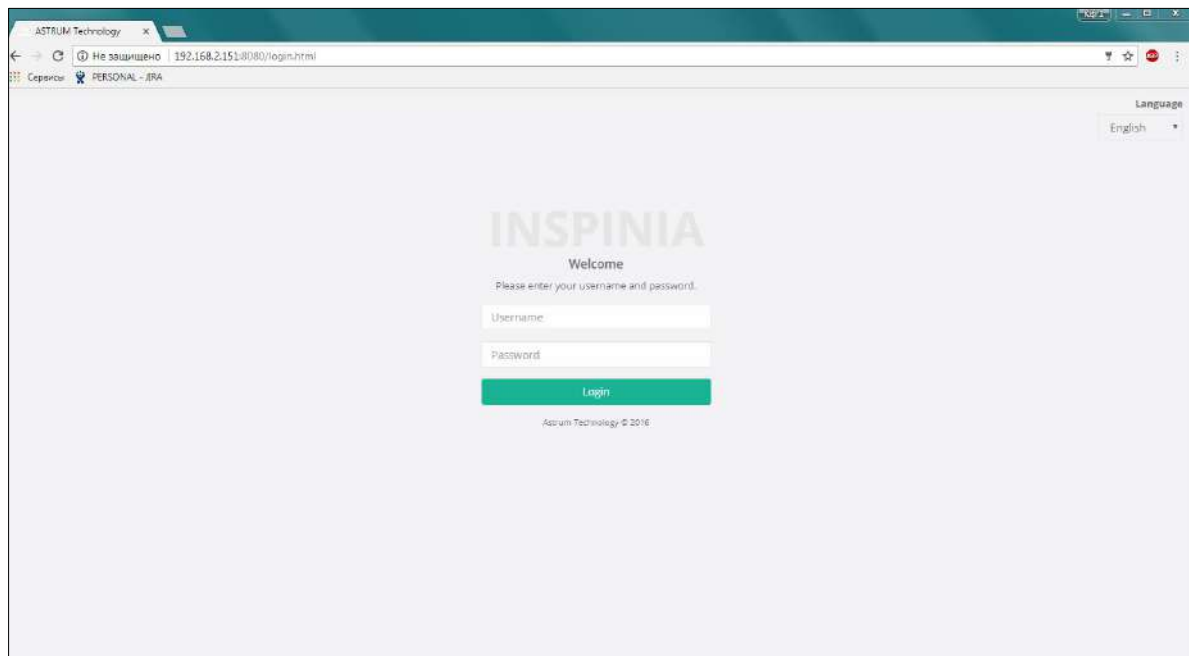 ASTRUM Technology
Не защищено 192.168.2.151:8080/login.html
Сервисы PERSONAL - JIRA
Language
English
INSPINIA
Welcome
Please enter your username and password.
Username
Password
Login
Astrum Technology © 2016